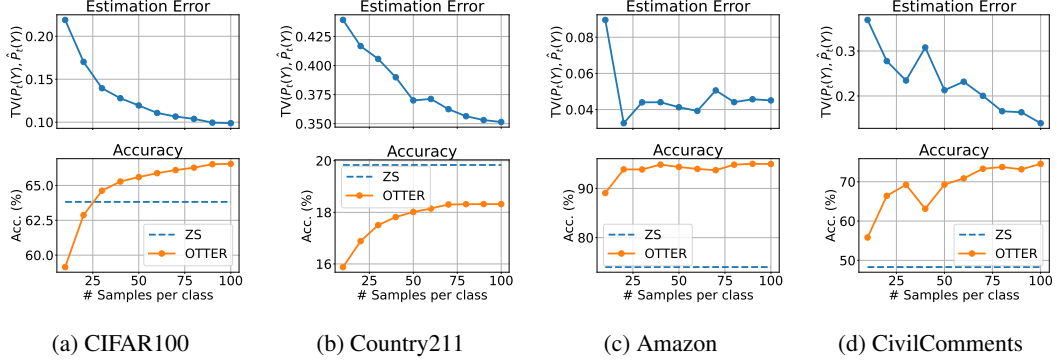 Estimation Error
TV(P_t(Y), P̂_t(Y))
0.20
0.15
0.10
Accuracy
Acc. (%)
65.0
62.5
60.0
ZS
OTTER
25 50 75 100
# Samples per class
(a) CIFAR100
Estimation Error
TV(P_t(Y), P̂_t(Y))
0.425
0.400
0.375
0.350
Accuracy
Acc. (%)
20
18
16
ZS
OTTER
25 50 75 100
# Samples per class
(b) Country211
Estimation Error
TV(P_t(Y), P̂_t(Y))
0.08
0.06
0.04
Accuracy
Acc. (%)
90
80
ZS
OTTER
25 50 75 100
# Samples per class
(c) Amazon
Estimation Error
TV(P_t(Y), P̂_t(Y))
0.3
0.2
Accuracy
Acc. (%)
70
60
50
ZS
OTTER
25 50 75 100
# Samples per class
(d) CivilComments